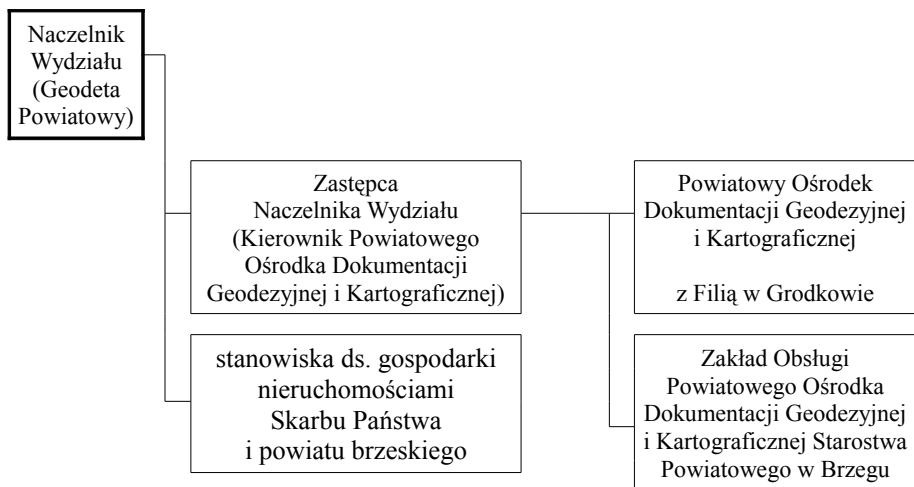 Naczelnik
Wydziału
(Geodeta
Powiatowy)
Zastępca
Naczelnika Wydziału
(Kierownik Powiatowego
Ośrodka Dokumentacji
Geodezyjnej i Kartograficznej)
Powiatowy Ośrodek
Dokumentacji Geodezyjnej
i Kartograficznej
z Filią w Grodkowie
stanowiska ds. gospodarki
nieruchomościami
Skarbu Państwa
i powiatu brzeskiego
Zakład Obsługi
Powiatowego Ośrodka
Dokumentacji Geodezyjnej
i Kartograficznej Starostwa
Powiatowego w Brzegu